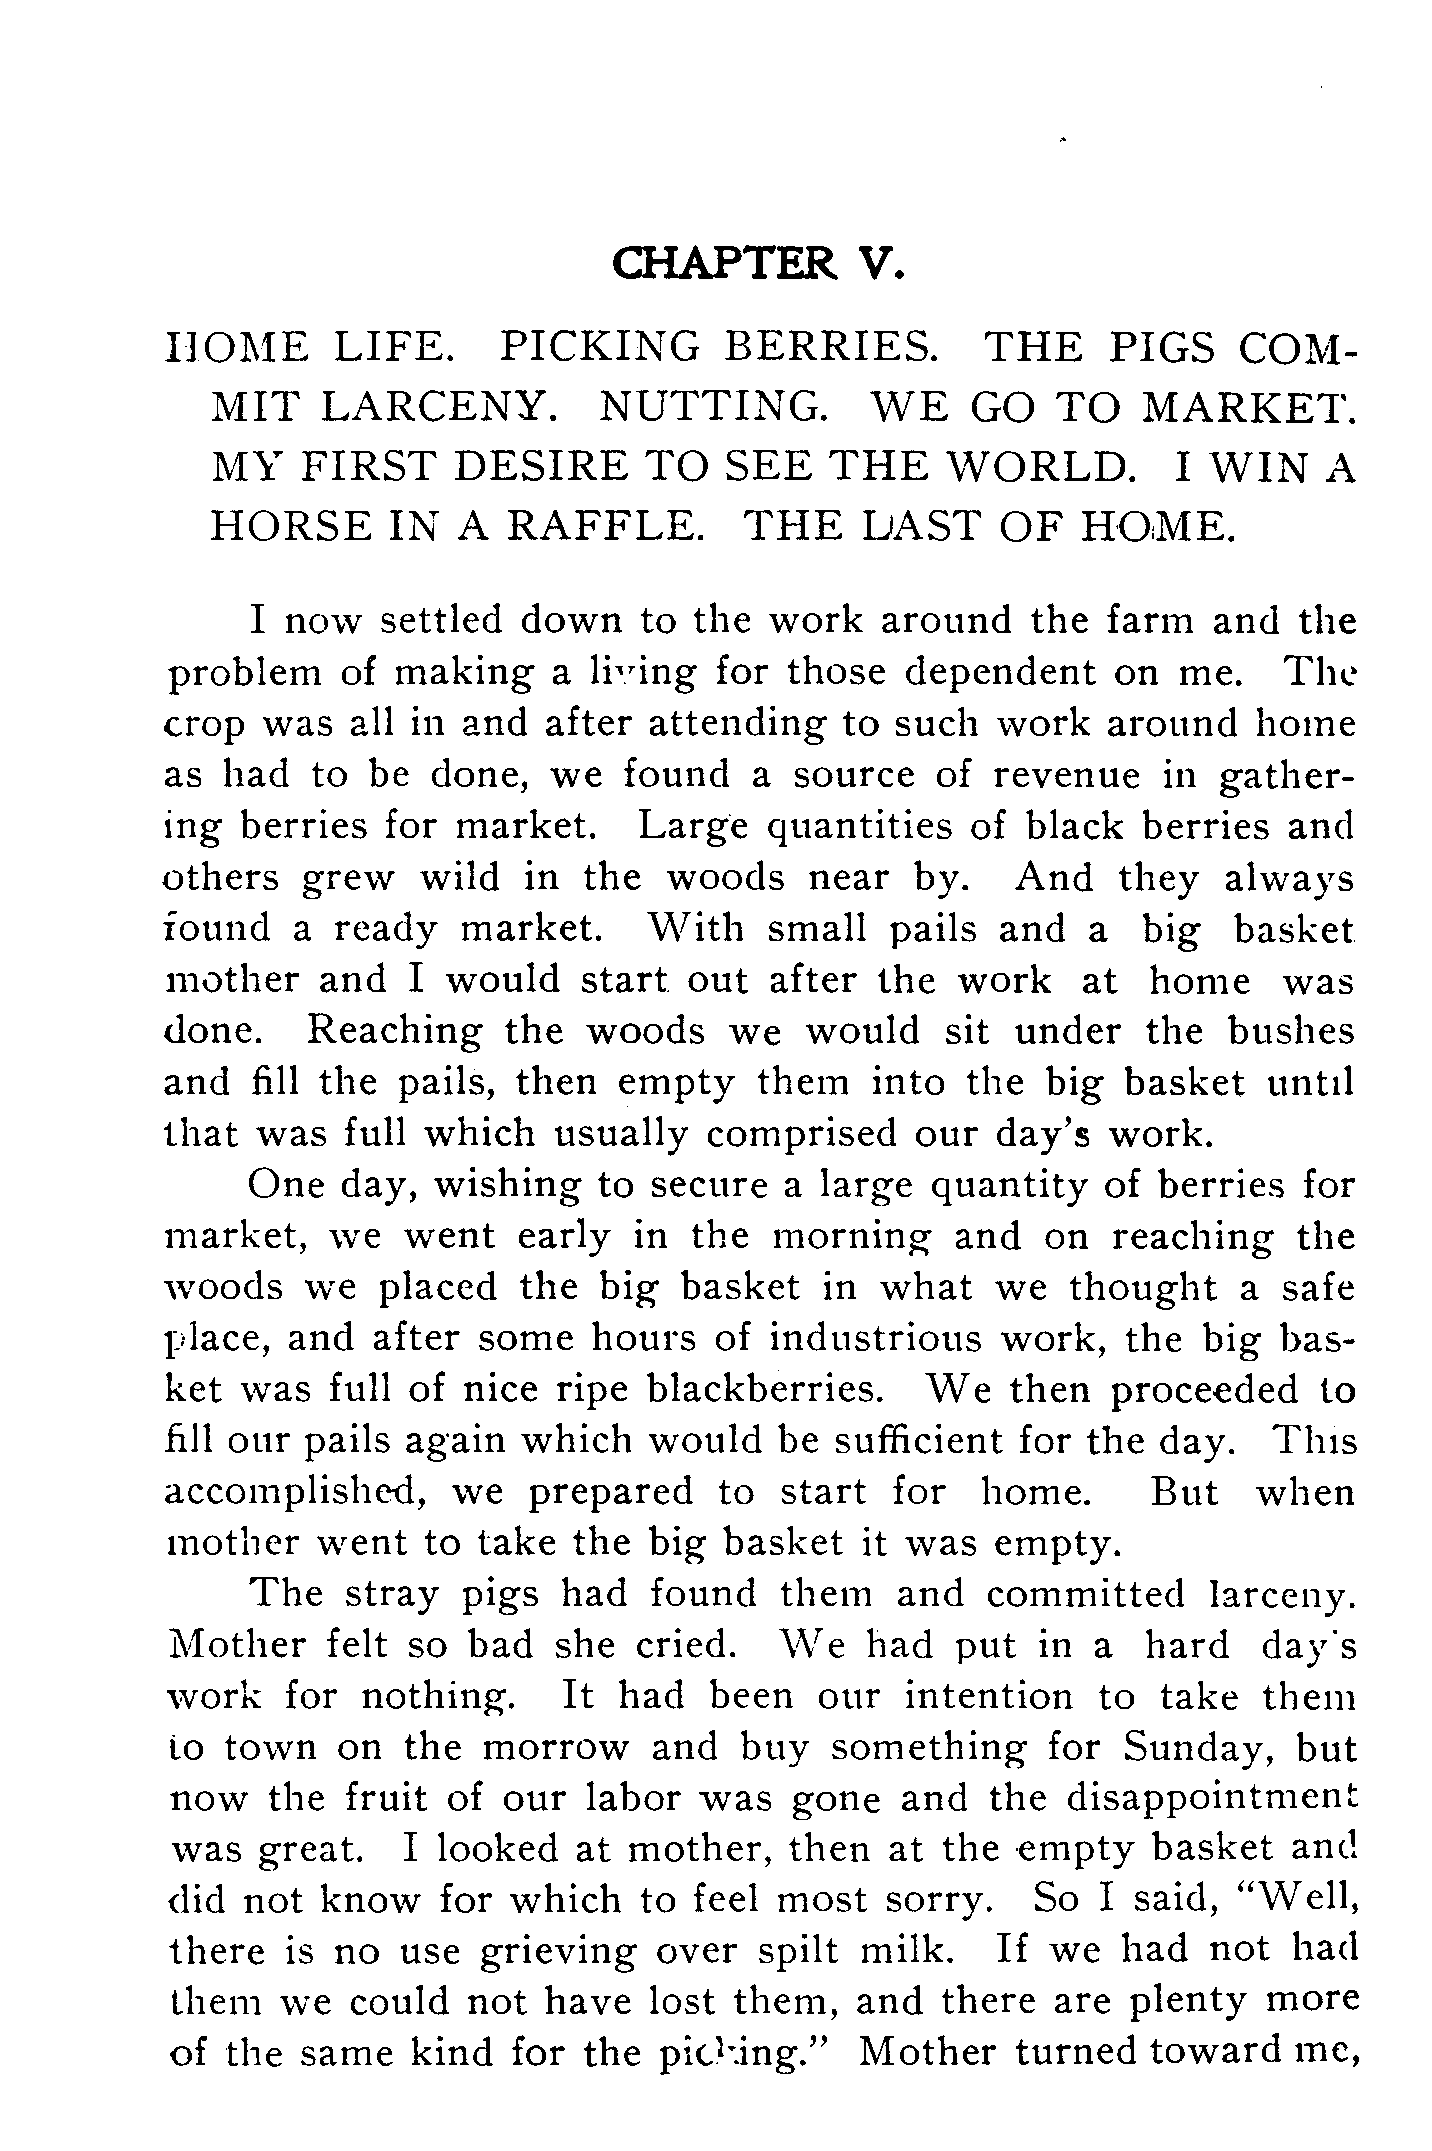 CHAPTER V.
HOME LIFE. PICKING BERRIES. THE PIGS COM-
MIT LARCENY. NUTTING. WE GO TO MARKET.
MY FIRST DESIRE TO SEE THE WORLD. I WIN A
HORSE IN A RAFFLE. THE LAST OF HOME.
I now settled down to the work around the farm and the
problem of making a living for those dependent on me. The
crop was all in and after attending to such work around home
as had to be done, we found a source of revenue in gather-
ing berries for market. Large quantities of black berries and
others grew wild in the woods near by. And they always
found a ready market. With small pails and a big basket
mother and I would start out after the work at home was
done. Reaching the woods we would sit under the bushes
and fill the pails, then empty them into the big basket until
that was full which usually comprised our day's work.
One day, wishing to secure a large quantity of berries for
market, we went early in the morning and on reaching the
woods we placed the big basket in what we thought a safe
place, and after some hours of industrious work, the big bas-
ket was full of nice ripe blackberries. We then proceeded to
fill our pails again which would be sufficient for the day. This
accomplished, we prepared to start for home. But when
mother went to take the big basket it was empty.
The stray pigs had found them and committed larceny.
Mother felt so bad she cried. We had put in a hard day's
work for nothing. It had been our intention to take them
to town on the morrow and buy something for Sunday, but
now the fruit of our labor was gone and the disappointment
was great. I looked at mother, then at the empty basket and
did not know for which to feel most sorry. So I said, "Well,
there is no use grieving over spilt milk. If we had not had
them we could not have lost them, and there are plenty more
of the same kind for the picking." Mother turned toward me,